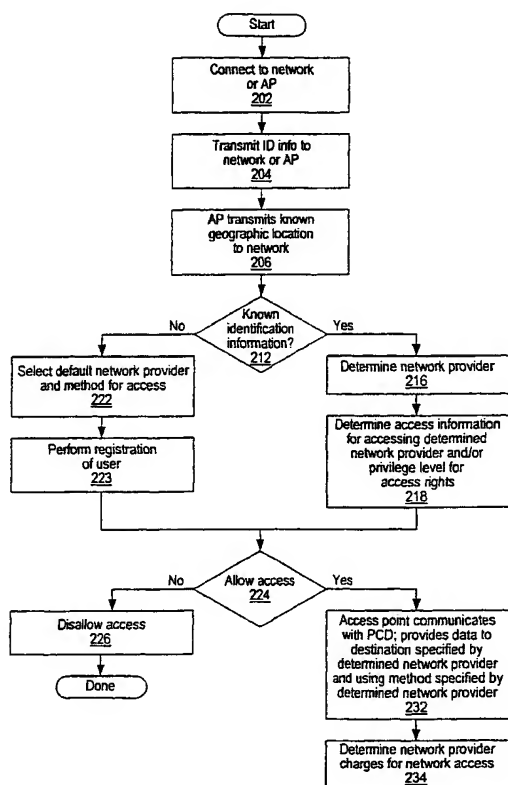 Start
Connect to network
or AP
202
Transmit ID info to
network or AP
204
AP transmits known
geographic location
to network
206
Known
identification
information?
212
No
Yes
Select default network provider
and method for access
222
Perform registration
of user
223
Determine network provider
216
Determine access information
for accessing determined
network provider and/or
privilege level for
access rights
218
Allow access
224
No
Yes
Disallow access
226
Done
Access point communicates
with PCD; provides data to
destination specified by
determined network provider
and using method specified by
determined network provider
232
Determine network provider
charges for network access
234